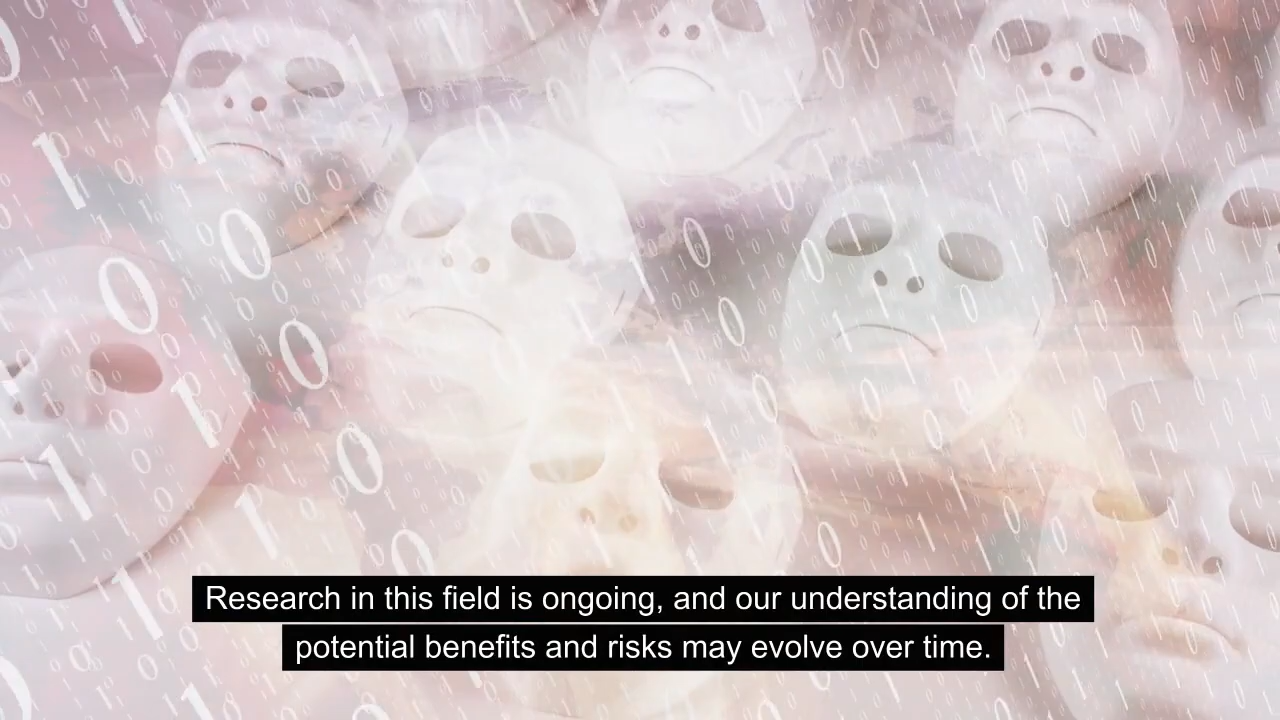 Research in this field is ongoing, and our understanding of the
potential benefits and risks may evolve over time.